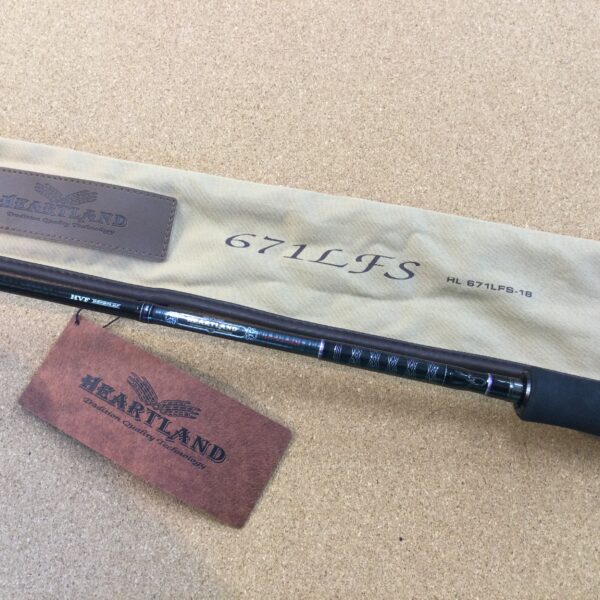 HEARTLAND
Tradition Quality Technology
671LFS
HL 671LFS-18
HVF
HEARTLAND
HEARTLAND
Tradition Quality Technology